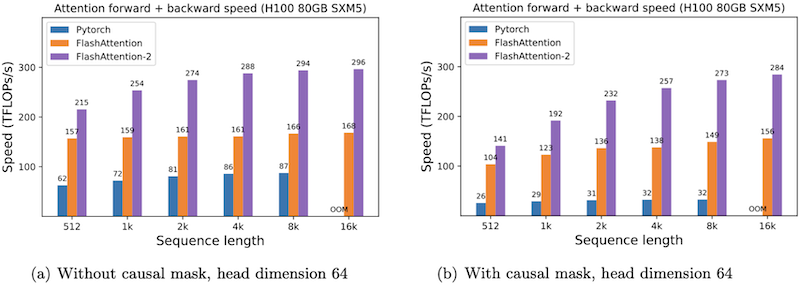 Attention forward + backward speed (H100 80GB SXM5)
Pytorch
FlashAttention
FlashAttention-2
Speed (TFLOPs/s)
300
200
100
62 157 215
72 159 254
81 161 274
86 161 288
87 166 294
OOM 168 296
512 1k 2k 4k 8k 16k
Sequence length
(a) Without causal mask, head dimension 64
Attention forward + backward speed (H100 80GB SXM5)
Pytorch
FlashAttention
FlashAttention-2
Speed (TFLOPs/s)
300
200
100
26 104 141
29 123 192
31 136 232
32 138 257
32 149 273
OOM 156 284
512 1k 2k 4k 8k 16k
Sequence length
(b) With causal mask, head dimension 64